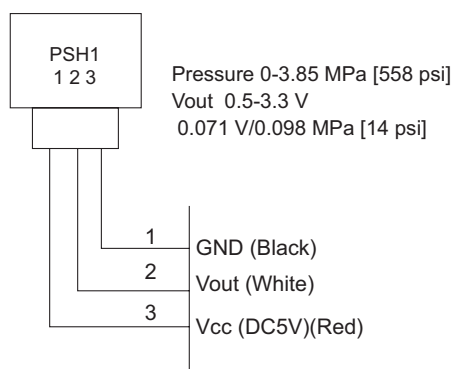 PSH1
1 2 3
Pressure 0-3.85 MPa [558 psi]
Vout 0.5-3.3 V
0.071 V/0.098 MPa [14 psi]
1
GND (Black)
2
Vout (White)
3
Vcc (DC5V)(Red)